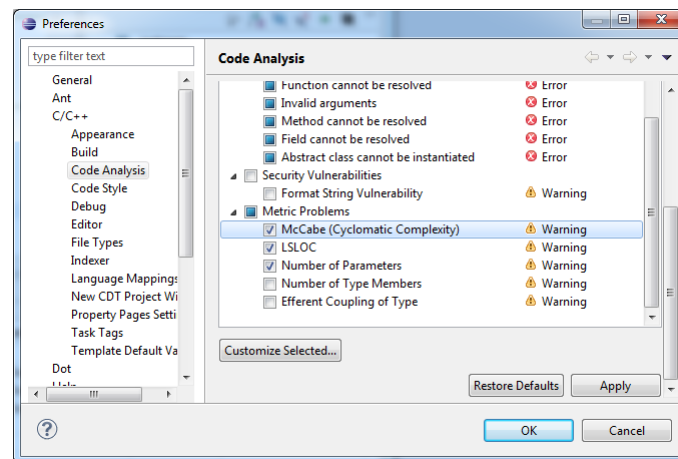 Preferences
type filter text
General
Ant
C/C++
Appearance
Build
Code Analysis
Code Style
Debug
Editor
File Types
Indexer
Language Mappings
New CDT Project Wi
Property Pages Setti
Task Tags
Template Default Va
Dot
Help
Code Analysis
Function cannot be resolved Error
Invalid arguments Error
Method cannot be resolved Error
Field cannot be resolved Error
Abstract class cannot be instantiated Error
Security Vulnerabilities
Format String Vulnerability Warning
Metric Problems
McCabe (Cyclomatic Complexity) Warning
LSLOC Warning
Number of Parameters Warning
Number of Type Members Warning
Efferent Coupling of Type Warning
Customize Selected...
Restore Defaults Apply
? OK Cancel